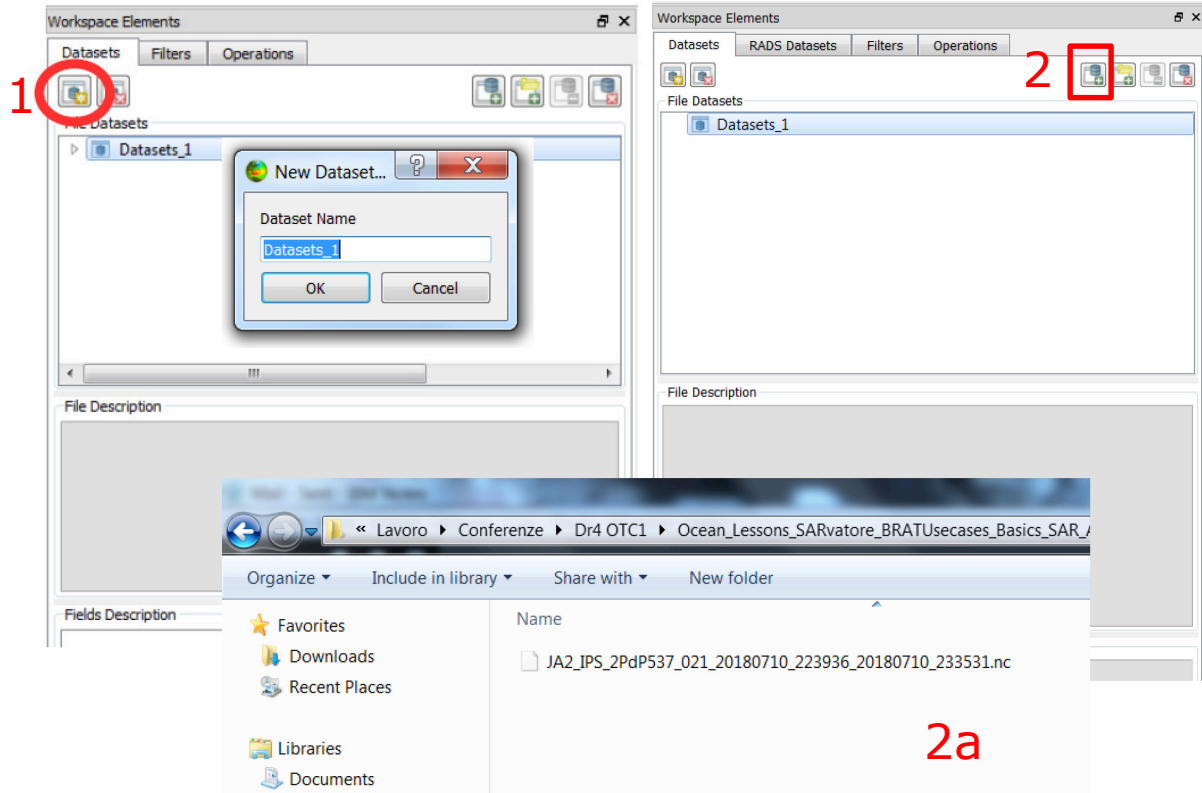 Workspace Elements
Datasets Filters Operations
1
File Datasets
Datasets_1
New Dataset...
Dataset Name
Datasets_1
OK Cancel
File Description
Fields Description
Workspace Elements
Datasets RADS Datasets Filters Operations
2
File Datasets
Datasets_1
File Description
« Lavoro Conferenze Dr4 OTC1 Ocean_Lessons_SARvatore_BRATUsecases_Basics_SAR_
Organize Include in library Share with New folder
Favorites
Downloads
Recent Places
Libraries
Documents
Name
JA2_IPS_2PdP537_021_20180710_223936_20180710_233531.nc
2a